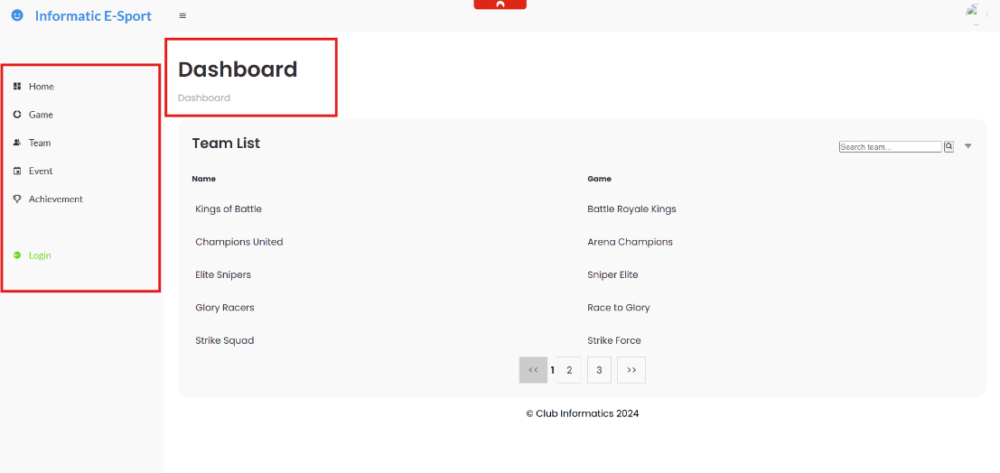 Informatic E-Sport
Home
Game
Team
Event
Achievement
Login
Dashboard
Dashboard
Team List
Search team...
Name Game
Kings of Battle Battle Royale Kings
Champions United Arena Champions
Elite Snipers Sniper Elite
Glory Racers Race to Glory
Strike Squad Strike Force
<< 1 2 3 >>
© Club Informatics 2024